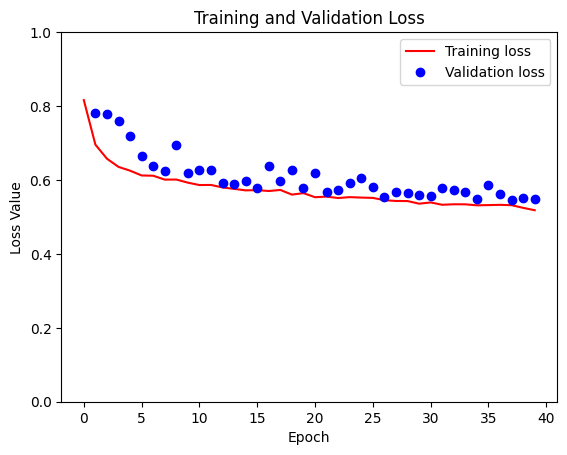 Training and Validation Loss
1.0
0.8
0.6
0.4
0.2
0.0
Loss Value
Training loss
Validation loss
0 5 10 15 20 25 30 35 40
Epoch